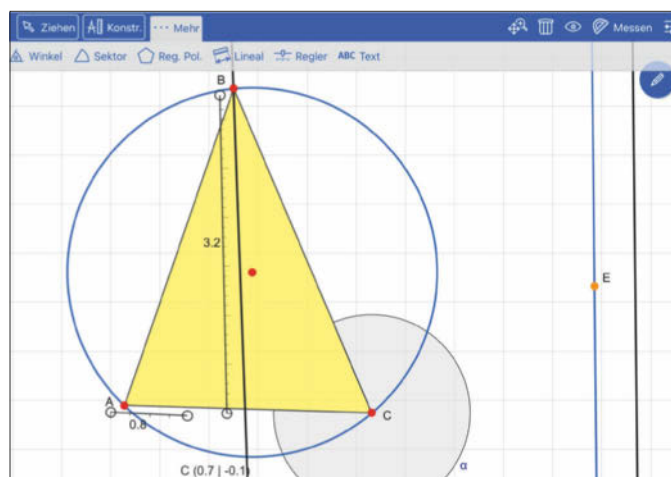 Ziehen Konstr. ··· Mehr Messen
Winkel Sektor Reg. Pol. Lineal Regler ABC Text
B
3.2
E
A
C
0.8
C (0.7 | -0.1)
α